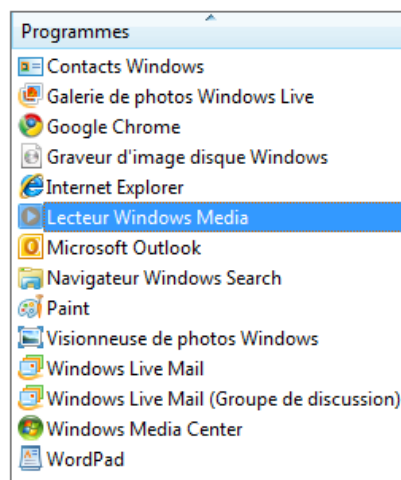 Programmes
Contacts Windows
Galerie de photos Windows Live
Google Chrome
Graveur d'image disque Windows
Internet Explorer
Lecteur Windows Media
Microsoft Outlook
Navigateur Windows Search
Paint
Visionneuse de photos Windows
Windows Live Mail
Windows Live Mail (Groupe de discussion)
Windows Media Center
WordPad